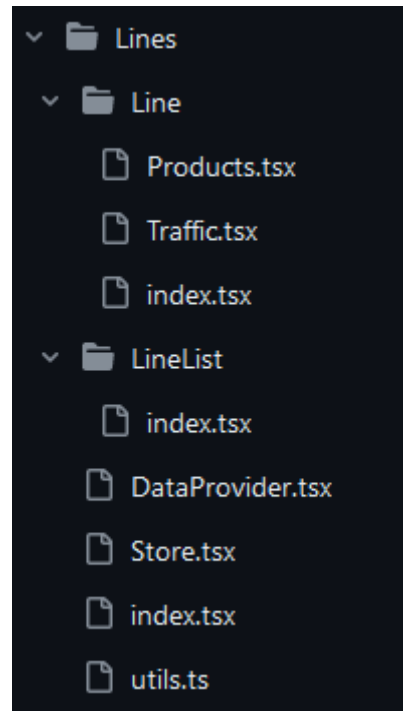 Lines
Line
Products.tsx
Traffic.tsx
index.tsx
LineList
index.tsx
DataProvider.tsx
Store.tsx
index.tsx
utils.ts